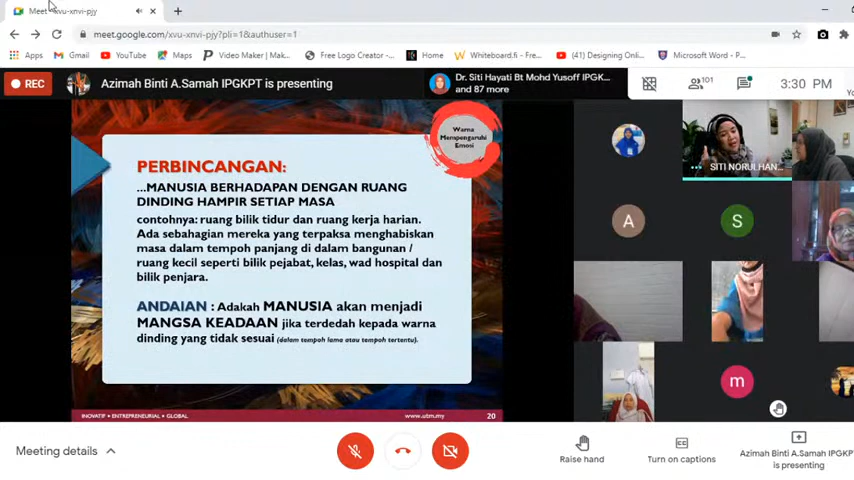 Meet - xvu-xnvi-pjy
meet.google.com/xvu-xnvi-pjy?pli=1&authuser=1
Apps
Gmail
YouTube
Maps
Video Maker | Mak...
Free Logo Creator -...
Home
Whiteboard.fi - Fre...
(41) Designing Onli...
Microsoft Word - P...
REC
Azimah Binti A.Samah IPGKPT is presenting
Dr. Siti Hayati Bt Mohd Yusoff IPGK...
and 87 more
101
3:30 PM
Warna
Mempengaruhi
Emosi
PERBINCANGAN:
...MANUSIA BERHADAPAN DENGAN RUANG
DINDING HAMPIR SETIAP MASA
contohnya: ruang bilik tidur dan ruang kerja harian.
Ada sebahagian mereka yang terpaksa menghabiskan
masa dalam tempoh panjang di dalam bangunan /
ruang kecil seperti bilik pejabat, kelas, wad hospital dan
bilik penjara.
ANDAIAN : Adakah MANUSIA akan menjadi
MANGSA KEADAAN jika terdedah kepada warna
dinding yang tidak sesuai (dalam tempoh lama atau tempoh tertentu).
INOVATIF • ENTREPRENEURIAL • GLOBAL
www.utm.my
20
SITI NORULHAN...
A
S
m
Meeting details
Raise hand
Turn on captions
Azimah Binti A.Samah IPGKP
is presenting